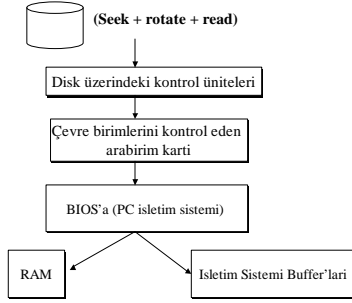 (Seek + rotate + read)
Disk üzerindeki kontrol üniteleri
Çevre birimlerini kontrol eden
arabirim karti
BIOS'a (PC isletim sistemi)
RAM
Isletim Sistemi Buffer'lari